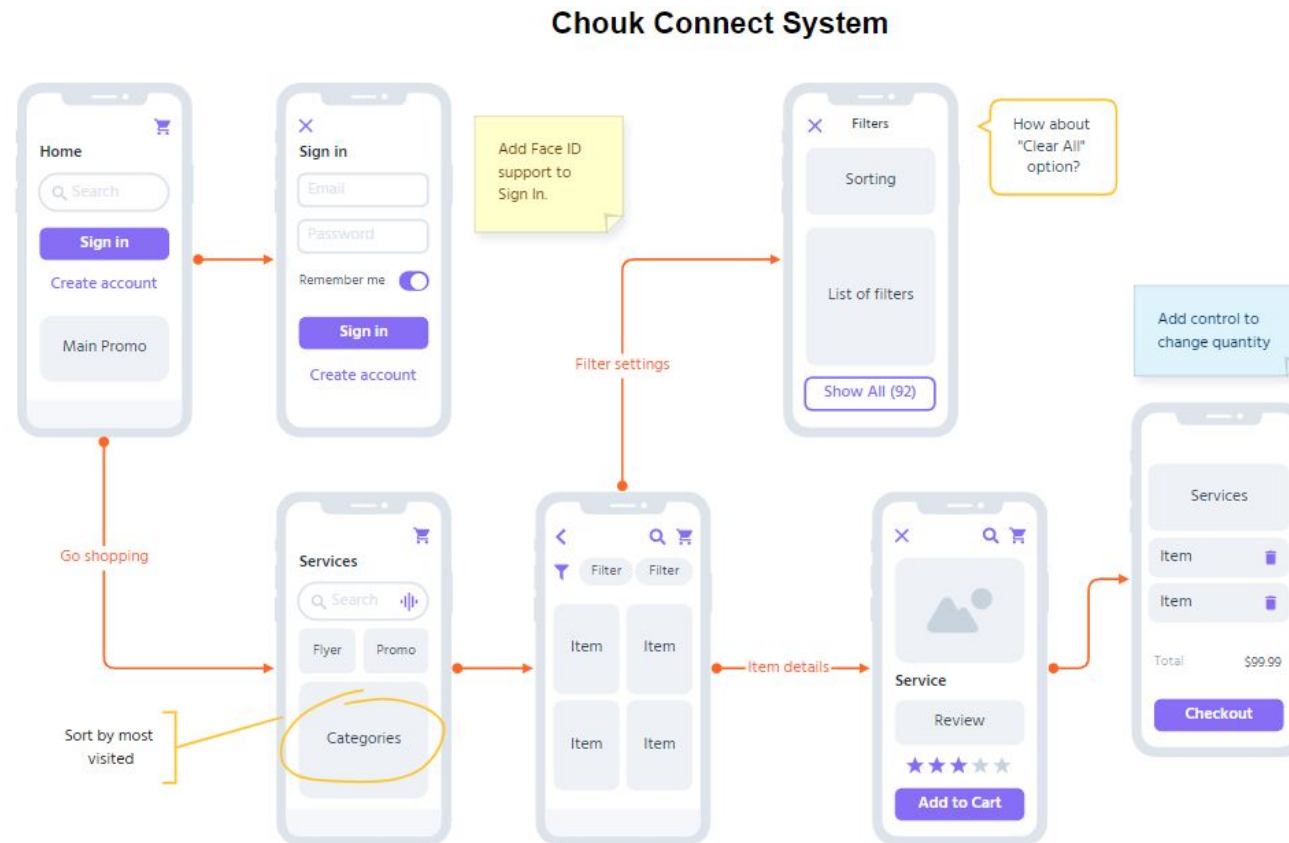 Chouk Connect System
Home
Search
Sign in
Create account
Main Promo
Sign in
Email
Password
Remember me
Sign in
Create account
Add Face ID
support to
Sign In.
Filters
Sorting
List of filters
Show All (92)
How about
"Clear All"
option?
Filter settings
Add control to
change quantity
Go shopping
Services
Search
Flyer
Promo
Categories
Sort by most
visited
Filter
Filter
Item
Item
Item
Item
Item details
Service
Review
Add to Cart
Services
Item
Item
Total
$99.99
Checkout